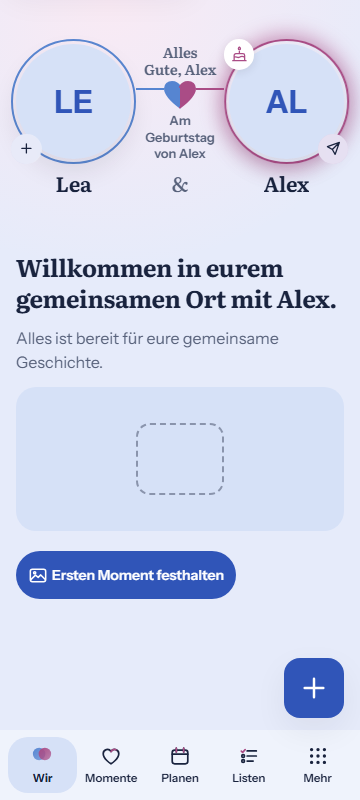 Alles
Gute, Alex
LE
AL
Am
Geburtstag
von Alex
Lea
&
Alex
Willkommen in eurem
gemeinsamen Ort mit Alex.
Alles ist bereit für eure gemeinsame
Geschichte.
Ersten Moment festhalten
Wir
Momente
Planen
Listen
Mehr